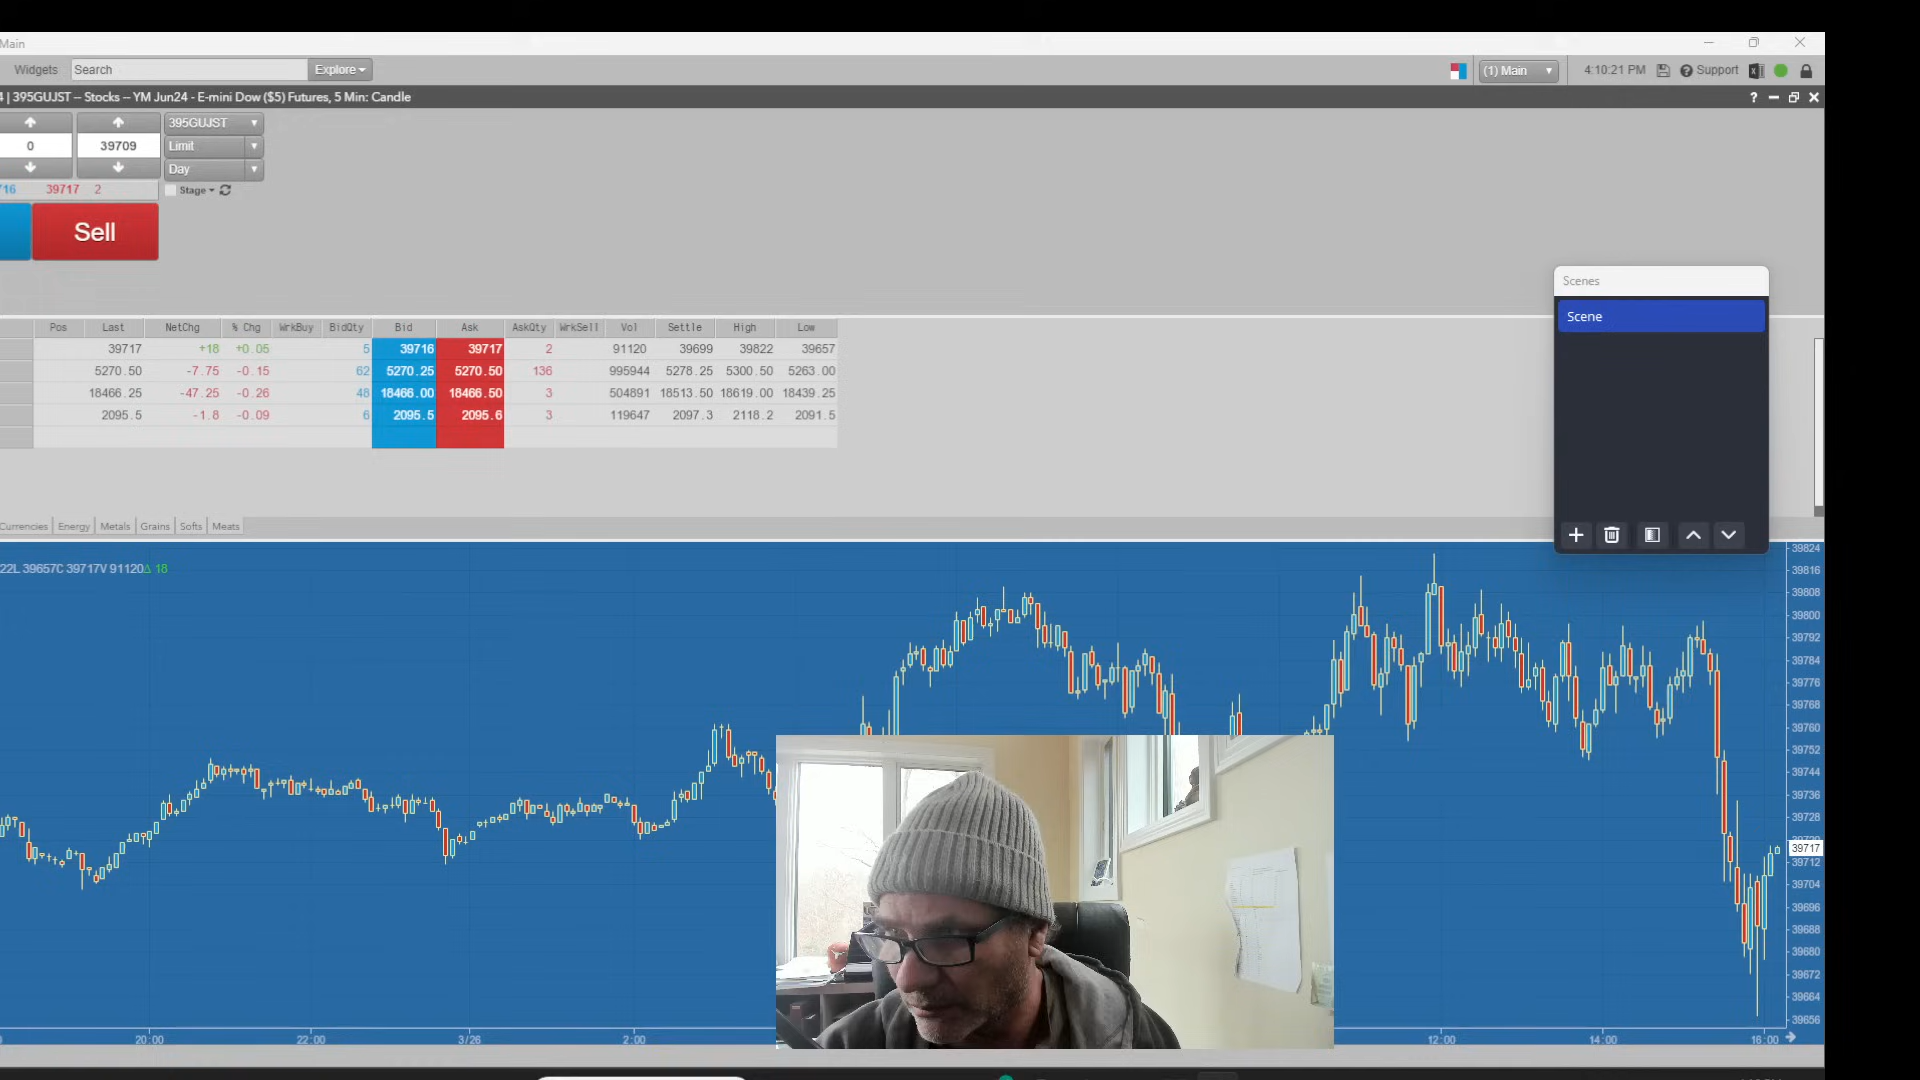 Main
Widgets Search Explore (1) Main 4:10:21 PM Support
| 395GUJST -- Stocks -- YM Jun24 - E-mini Dow ($5) Futures, 5 Min: Candle ?
395GUJST
0 39709 Limit
Day
39717 2 Stage
Sell
Scenes
Scene
Pos Last NetChg % Chg WrkBuy BidQty Bid Ask AskQty WrkSell Vol Settle High Low
39717 +18 +0.05 5 39716 39717 2 91120 39699 39822 39657
5270.50 -7.75 -0.15 62 5270.25 5270.50 136 995944 5278.25 5300.50 5263.00
18466.25 -47.25 -0.26 48 18466.00 18466.50 3 504891 18513.50 18619.00 18439.25
2095.5 -1.8 -0.09 6 2095.5 2095.6 3 119647 2097.3 2118.2 2091.5
Currencies Energy Metals Grains Softs Meats
22L 39657C 39717V 91120Δ 18
39824
39816
39808
39800
39792
39784
39776
39768
39760
39752
39744
39736
39728
39717
39712
39704
39696
39688
39680
39672
39664
39656
20:00 22:00 3/26 2:00 12:00 14:00 16:00